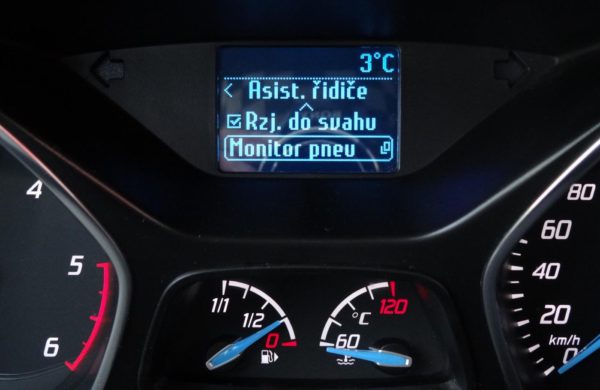 3°C
< Asist. řidiče
Rzj. do svahu
Monitor pneu
4
5
6
1/1
1/2
0
°C
60
120
80
60
40
20
km/h
0